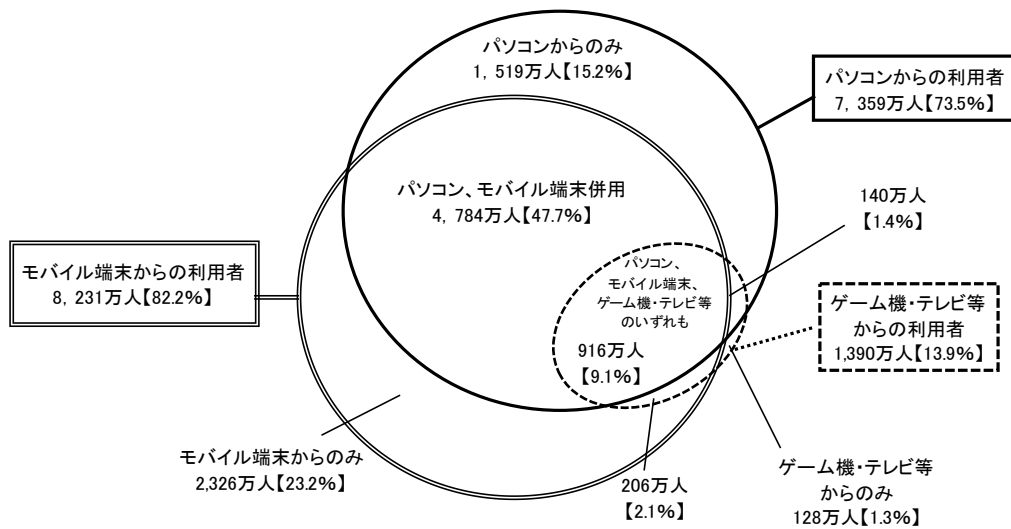 パソコンからのみ
1, 519万人【15.2%】
パソコンからの利用者
7, 359万人【73.5%】
パソコン、モバイル端末併用
4, 784万人【47.7%】
140万人
【1.4%】
モバイル端末からの利用者
8, 231万人【82.2%】
パソコン、
モバイル端末、
ゲーム機・テレビ等
のいずれも
916万人
【9.1%】
ゲーム機・テレビ等
からの利用者
1,390万人【13.9%】
モバイル端末からのみ
2,326万人【23.2%】
206万人
【2.1%】
ゲーム機・テレビ等
からのみ
128万人【1.3%】